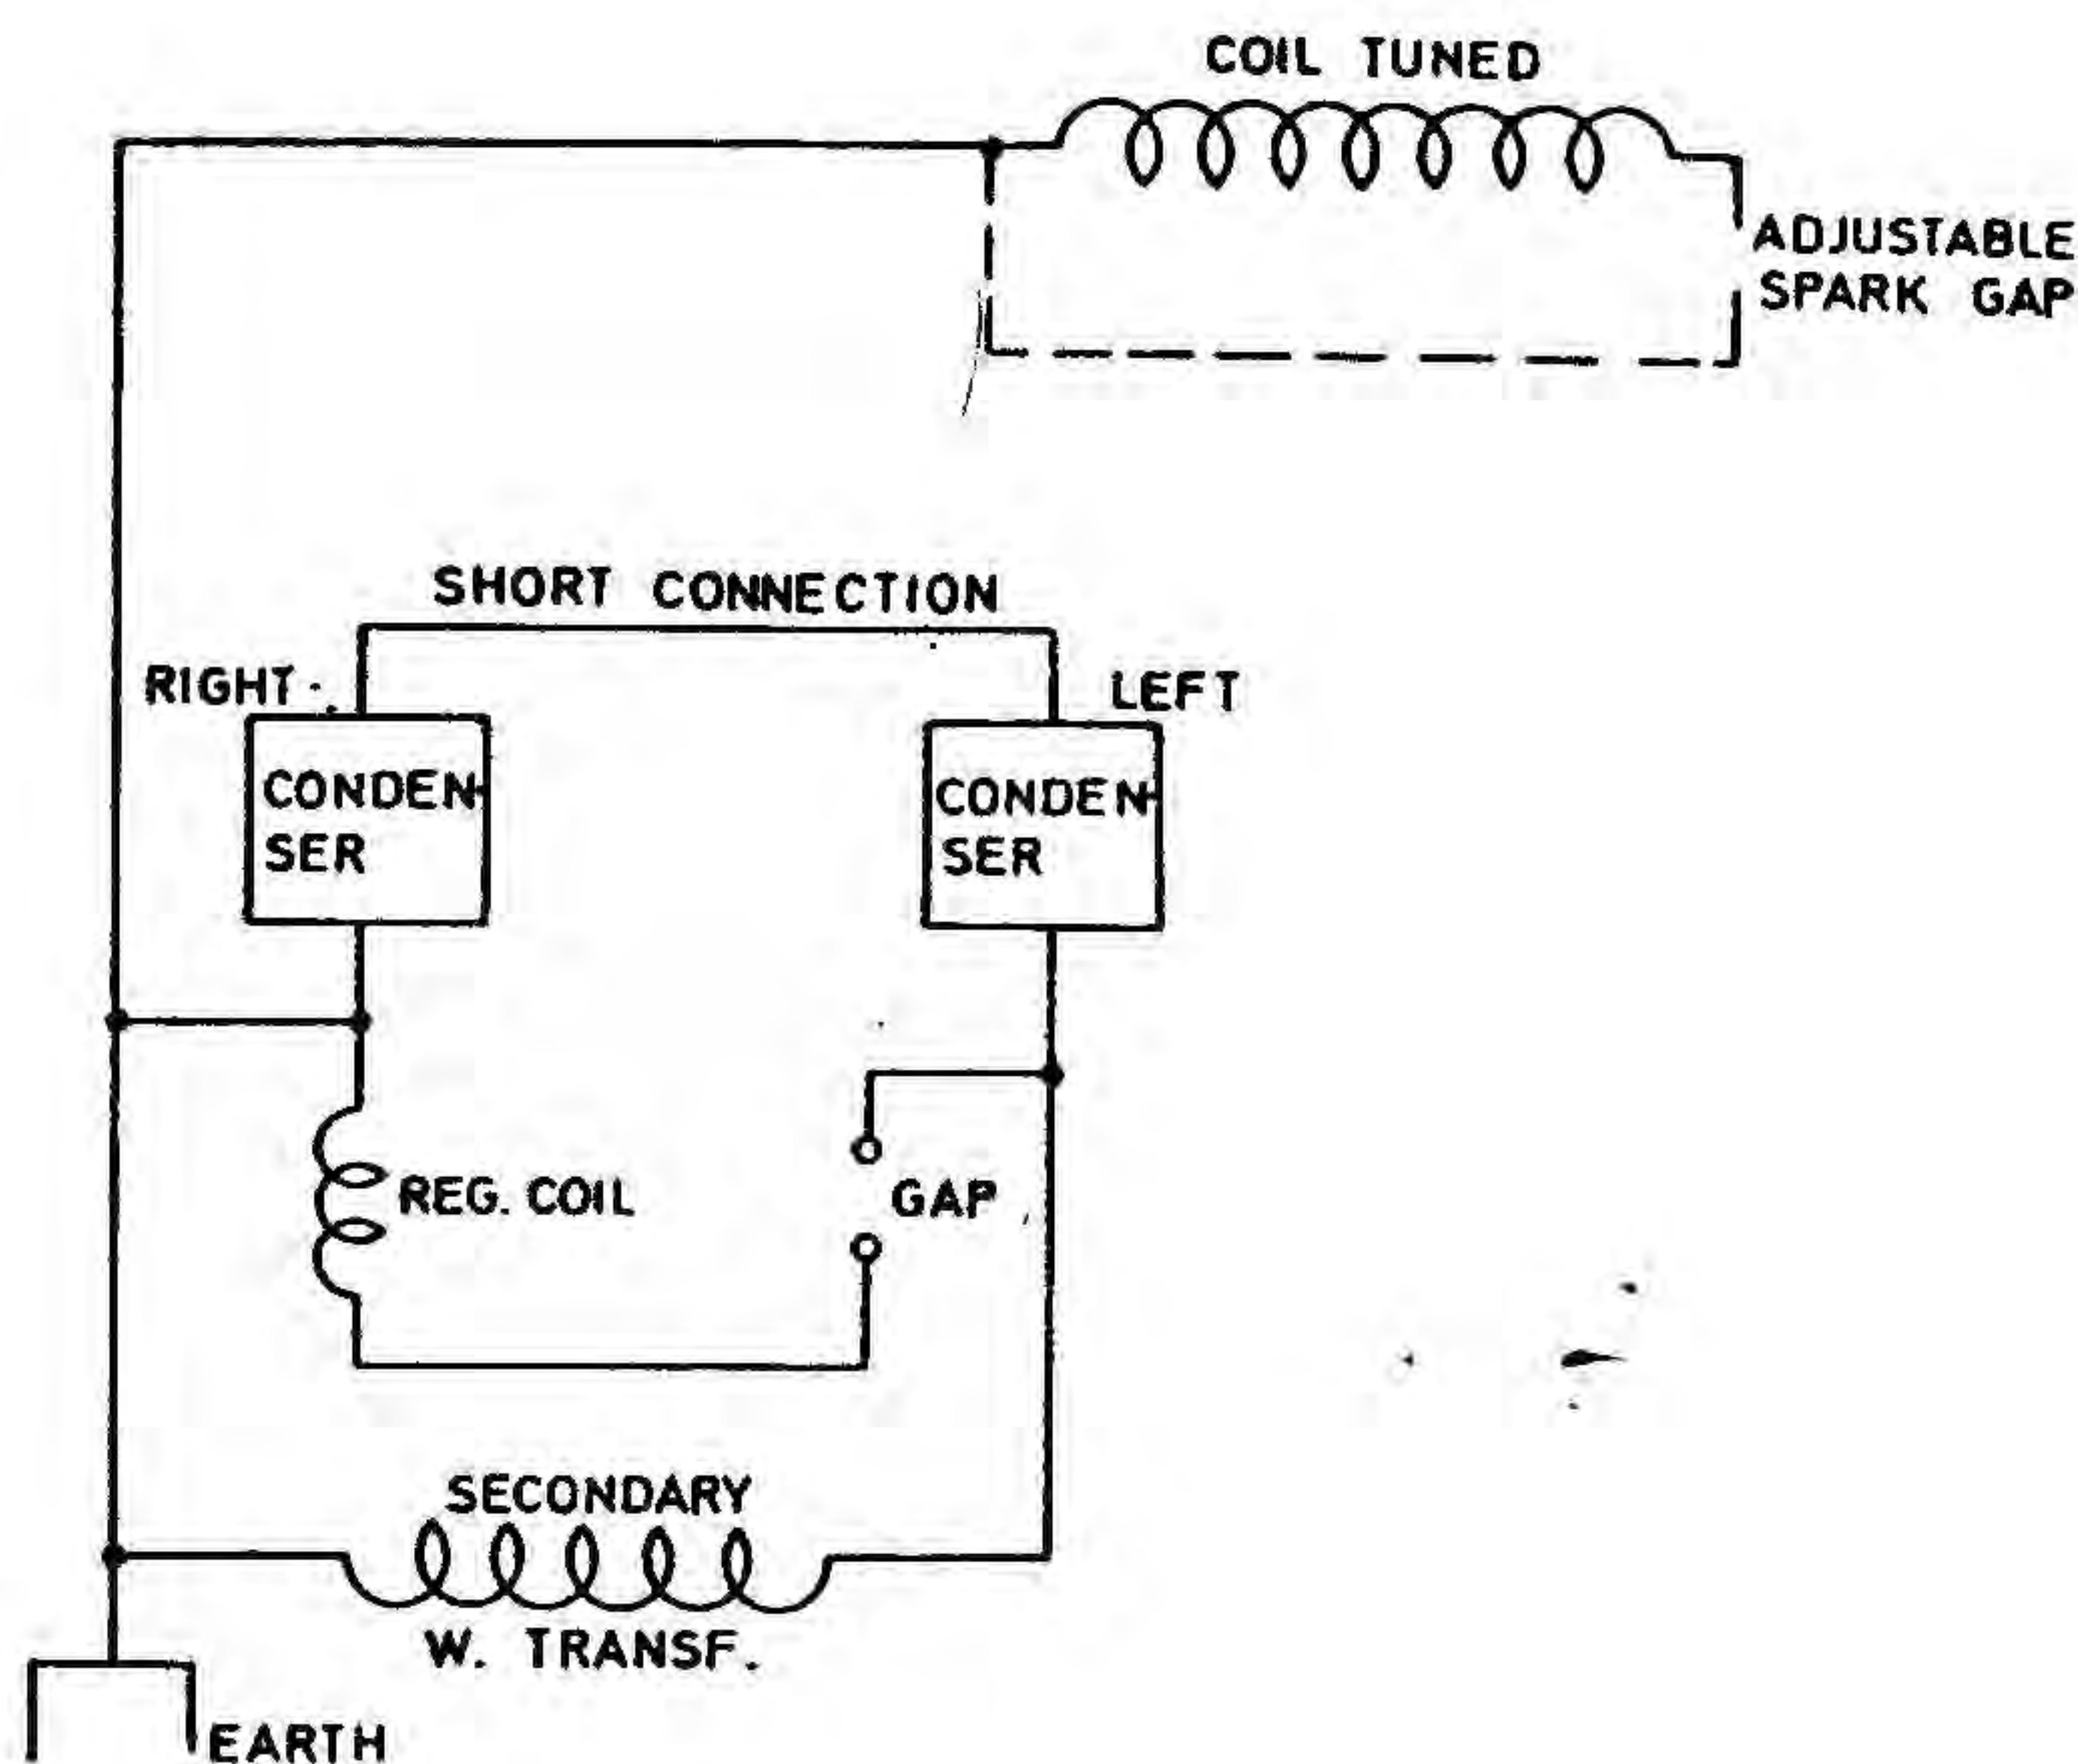 COIL TUNED
ADJUSTABLE
SPARK GAP
SHORT CONNECTION
RIGHT
LEFT
CONDEN-
SER
CONDEN-
SER
REG. COIL
GAP
SECONDARY
W. TRANSF.
EARTH